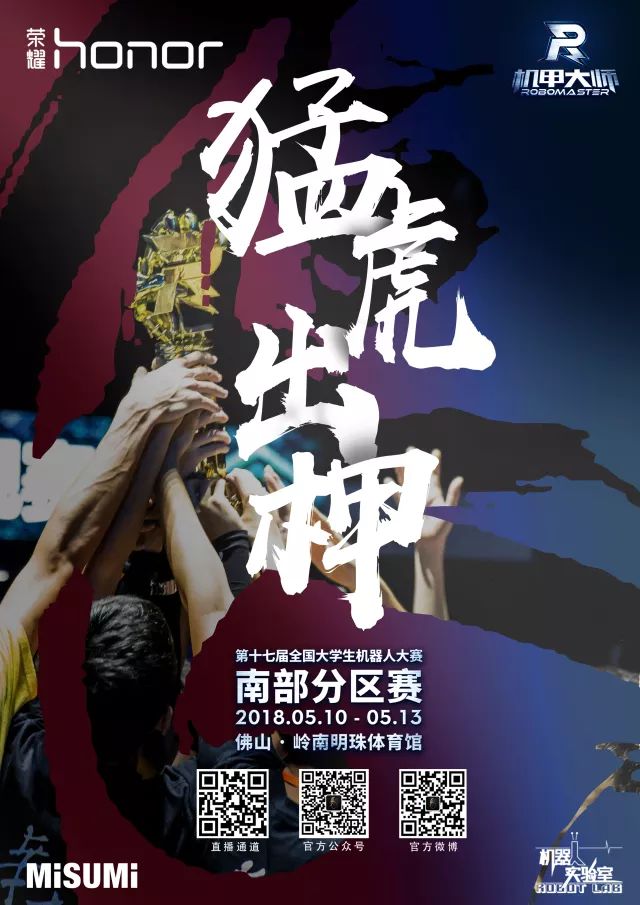 荣耀 honor
机甲大师
ROBOMASTER
猛虎出押
第十七届全国大学生机器人大赛
南部分区赛
2018.05.10 - 05.13
佛山 · 岭南明珠体育馆
直播通道 官方公众号 官方微博
MiSUMi
机器实验室
ROBOT LAB